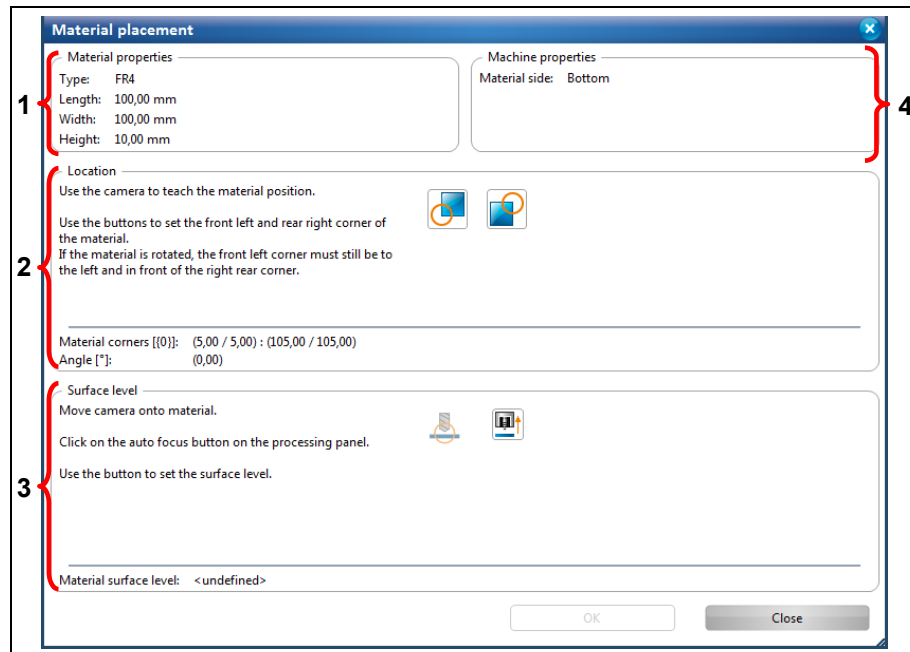 Material placement
Material properties
Type: FR4
Length: 100,00 mm
Width: 100,00 mm
Height: 10,00 mm
1
Machine properties
Material side: Bottom
4
Location
Use the camera to teach the material position.
Use the buttons to set the front left and rear right corner of
the material.
If the material is rotated, the front left corner must still be to
the left and in front of the right rear corner.
2
Material corners [{0}]: (5,00 / 5,00) : (105,00 / 105,00)
Angle [°]: (0,00)
Surface level
Move camera onto material.
Click on the auto focus button on the processing panel.
Use the button to set the surface level.
3
Material surface level: <undefined>
OK
Close